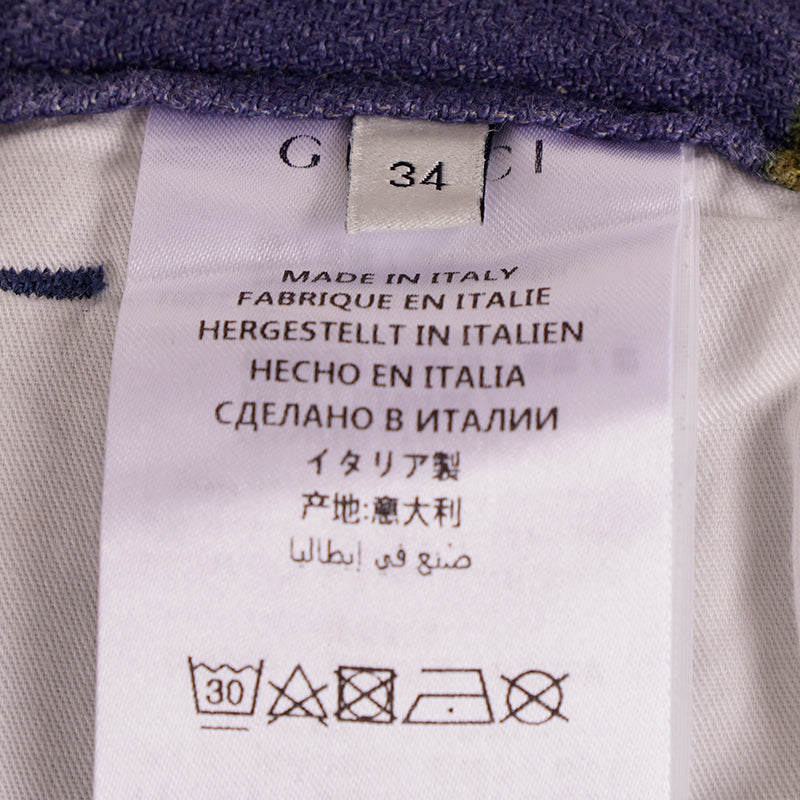 GUCCI
34
MADE IN ITALY
FABRIQUE EN ITALIE
HERGESTELLT IN ITALIEN
HECHO EN ITALIA
СДЕЛАНО В ИТАЛИИ
イタリア製
产地:意大利
صنع في إيطاليا
30